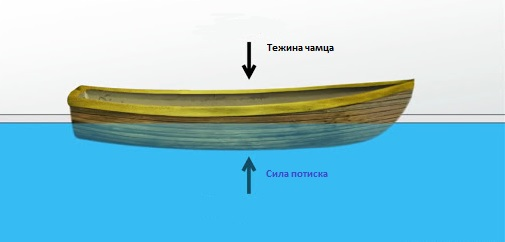 Тежина чамца
Сила потиска